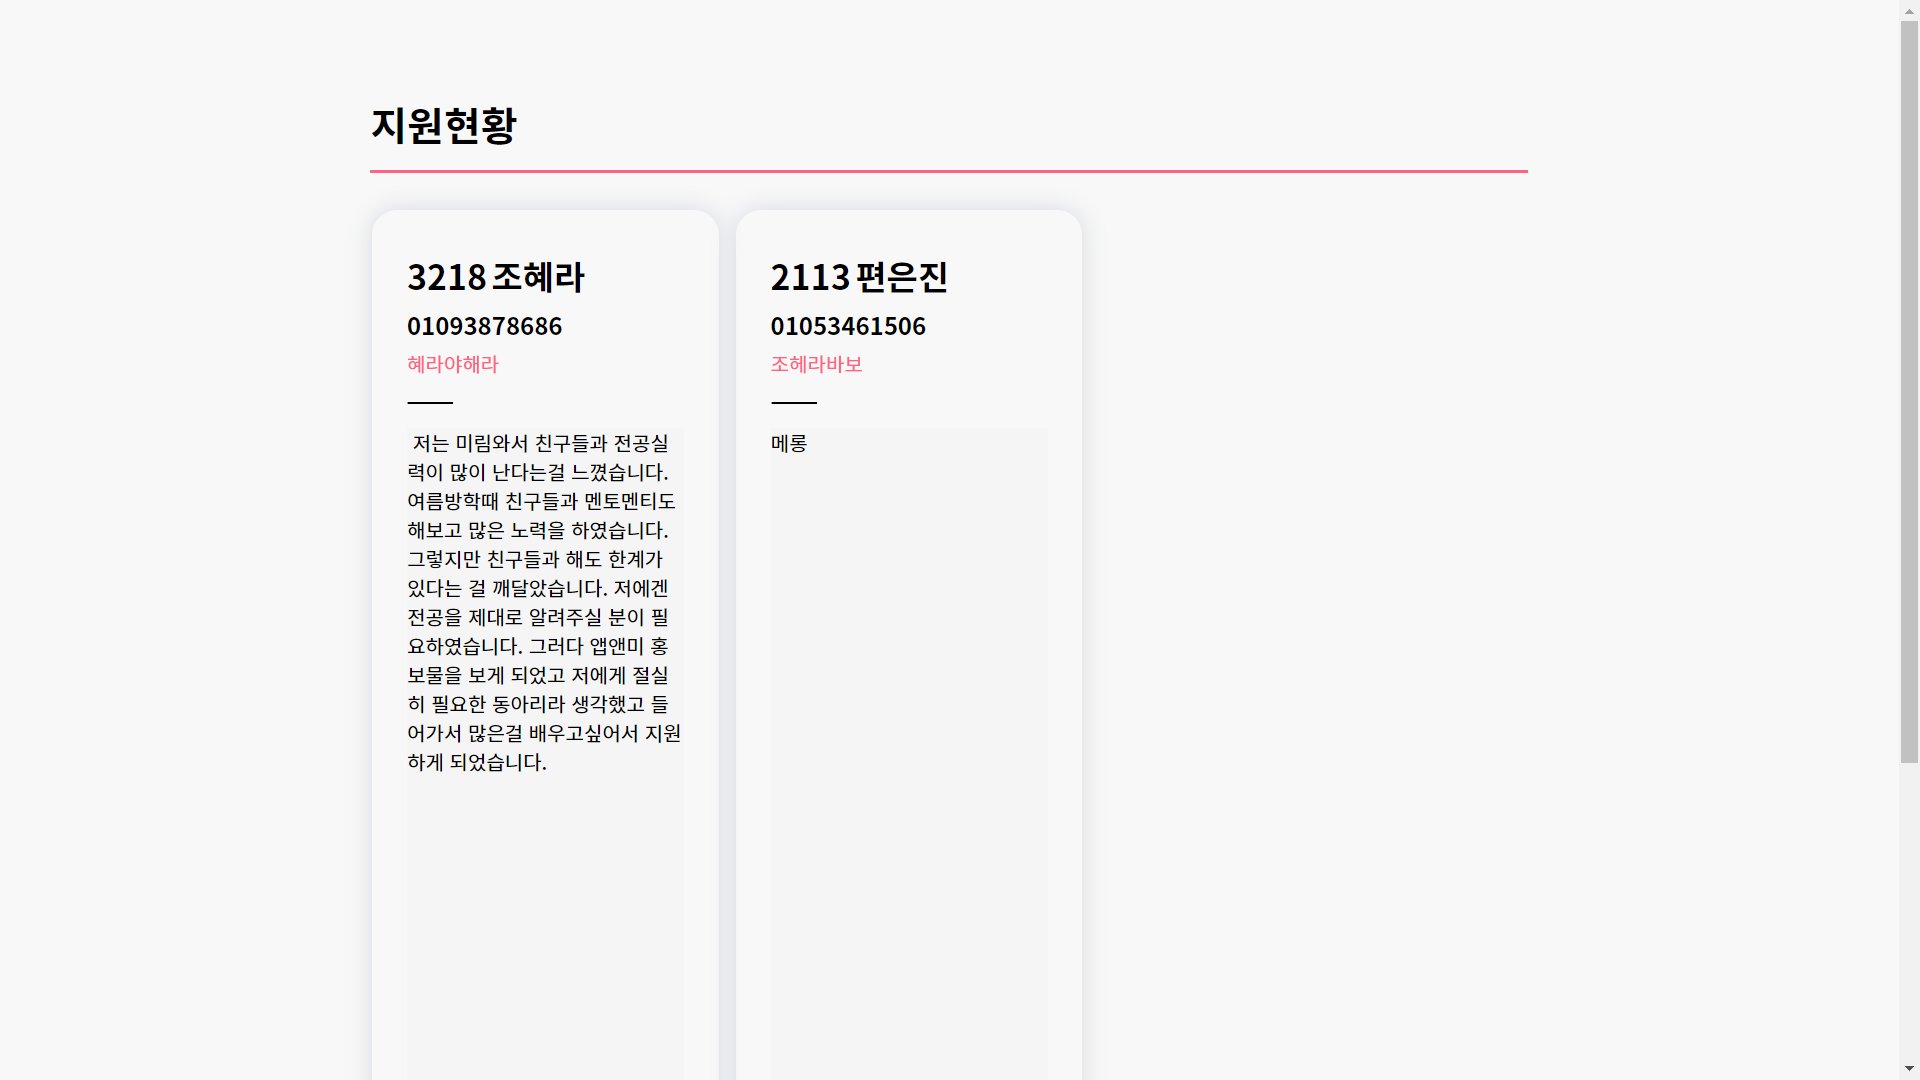 지원현황
3218 조혜라
01093878686
혜라야해라
저는 미림와서 친구들과 전공실
력이 많이 난다는걸 느꼈습니다.
여름방학때 친구들과 멘토멘티도
해보고 많은 노력을 하였습니다.
그렇지만 친구들과 해도 한계가
있다는 걸 깨달았습니다. 저에겐
전공을 제대로 알려주실 분이 필
요하였습니다. 그러다 앱앤미 홍
보물을 보게 되었고 저에게 절실
히 필요한 동아리라 생각했고 들
어가서 많은걸 배우고싶어서 지원
하게 되었습니다.
2113 편은진
01053461506
조헤라바보
메롱